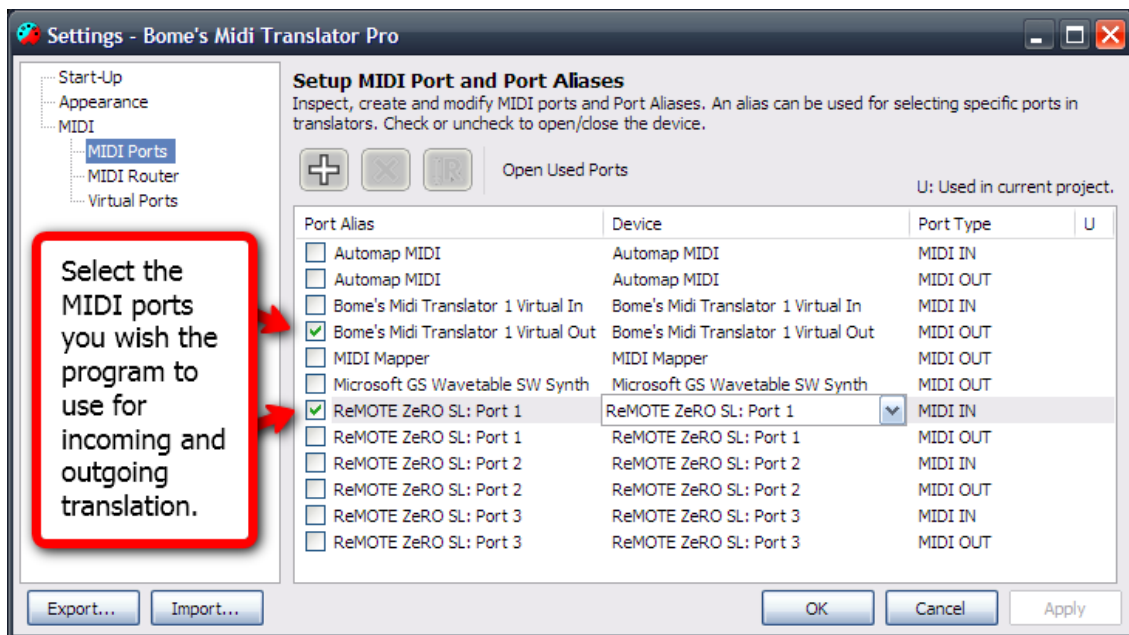 Settings - Bome's Midi Translator Pro
Start-Up
Appearance
MIDI
MIDI Ports
MIDI Router
Virtual Ports
Setup MIDI Port and Port Aliases
Inspect, create and modify MIDI ports and Port Aliases. An alias can be used for selecting specific ports in
translators. Check or uncheck to open/close the device.
Open Used Ports
U: Used in current project.
Port Alias Device Port Type U
Automap MIDI Automap MIDI MIDI IN
Automap MIDI Automap MIDI MIDI OUT
Bome's Midi Translator 1 Virtual In Bome's Midi Translator 1 Virtual In MIDI IN
Bome's Midi Translator 1 Virtual Out Bome's Midi Translator 1 Virtual Out MIDI OUT
MIDI Mapper MIDI Mapper MIDI OUT
Microsoft GS Wavetable SW Synth Microsoft GS Wavetable SW Synth MIDI OUT
ReMOTE ZeRO SL: Port 1 ReMOTE ZeRO SL: Port 1 MIDI IN
ReMOTE ZeRO SL: Port 1 ReMOTE ZeRO SL: Port 1 MIDI OUT
ReMOTE ZeRO SL: Port 2 ReMOTE ZeRO SL: Port 2 MIDI IN
ReMOTE ZeRO SL: Port 2 ReMOTE ZeRO SL: Port 2 MIDI OUT
ReMOTE ZeRO SL: Port 3 ReMOTE ZeRO SL: Port 3 MIDI IN
ReMOTE ZeRO SL: Port 3 ReMOTE ZeRO SL: Port 3 MIDI OUT
Select the
MIDI ports
you wish the
program to
use for
incoming and
outgoing
translation.
Export... Import... OK Cancel Apply